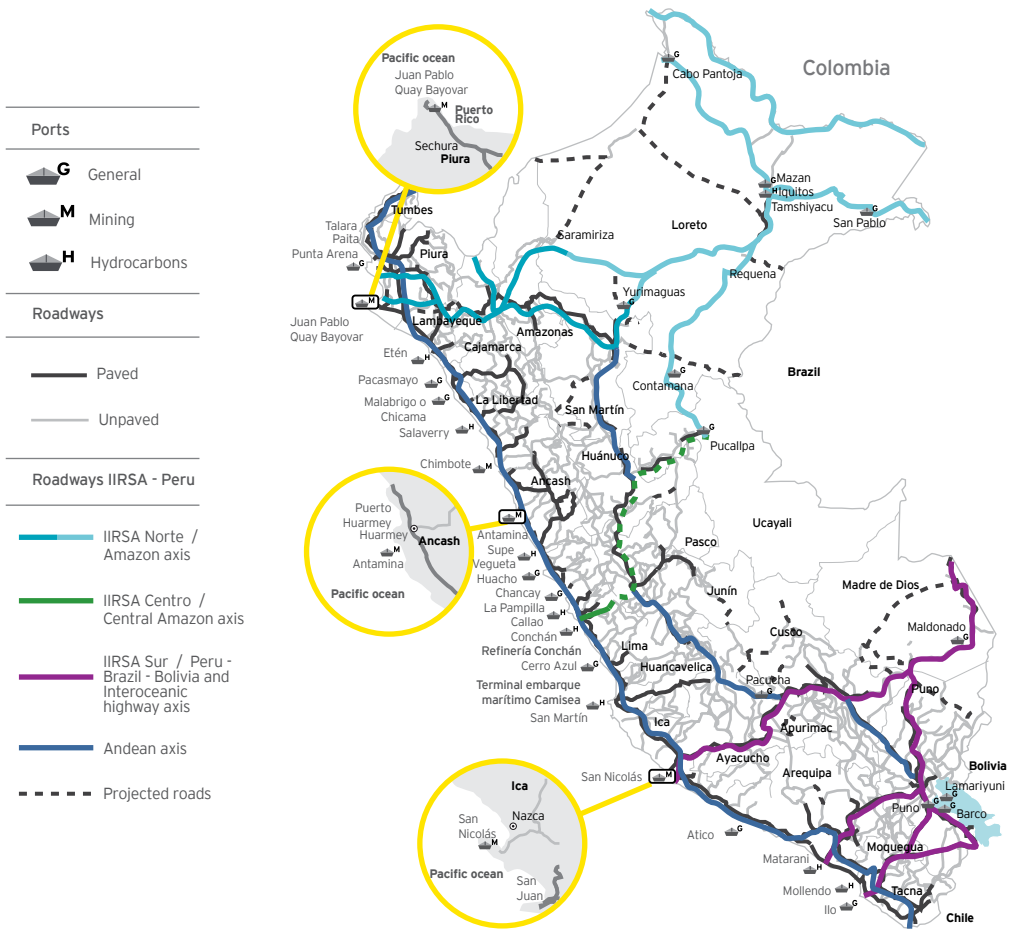 Ports
G
General
M
Mining
H
Hydrocarbons
Roadways
Paved
Unpaved
Roadways IIRSA - Peru
IIRSA Norte /
Amazon axis
IIRSA Centro /
Central Amazon axis
IIRSA Sur / Peru -
Brazil - Bolivia and
Interoceanic
highway axis
Andean axis
Projected roads
Pacific ocean
Juan Pablo
Quay Bayovar
M
Puerto
Rico
Sechura
Piura
Colombia
G
Cabo Pantoja
G
Mazan
H
Iquitos
Tamshiyacu
G
San Pablo
Loreto
Requena
Saramiriza
Tumbes
Talara
Paita
Punta Arena
G
Piura
M
Juan Pablo
Quay Bayovar
Lambayeque
Amazonas
Yurimaguas
G
Cajamarca
Etén
H
Pacasmayo
G
Malabrigo o
Chicama
G
Salaverry
H
La Libertad
San Martín
Contamana
G
Brazil
Pucallpa
G
Huánuco
Chimbote
M
Ancash
Puerto
Huarmey
Huarmey
Ancash
M
Antamina
Pacific ocean
M
Antamina
Supe
H
Vegueta
Huacho
G
Chancay
G
La Pampilla
Callao
H
Conchán
H
Refinería Conchán
Cerro Azul
G
Terminal embarque
marítimo Camisea
H
San Martín
Ucayali
Pasco
Junín
Lima
Huancavelica
Cusco
Madre de Dios
Maldonado
G
Pacucha
G
Puno
Ica
Apurimac
Ayacucho
Arequipa
San Nicolás
M
Bolivia
Lamariyuni
G
Puno
G
G
Barco
Ica
Nazca
San
Nicolás
M
Pacific ocean
San
Juan
Atico
G
Moquegua
Matarani
H
Mollendo
H
Ilo
G
Tacna
Chile